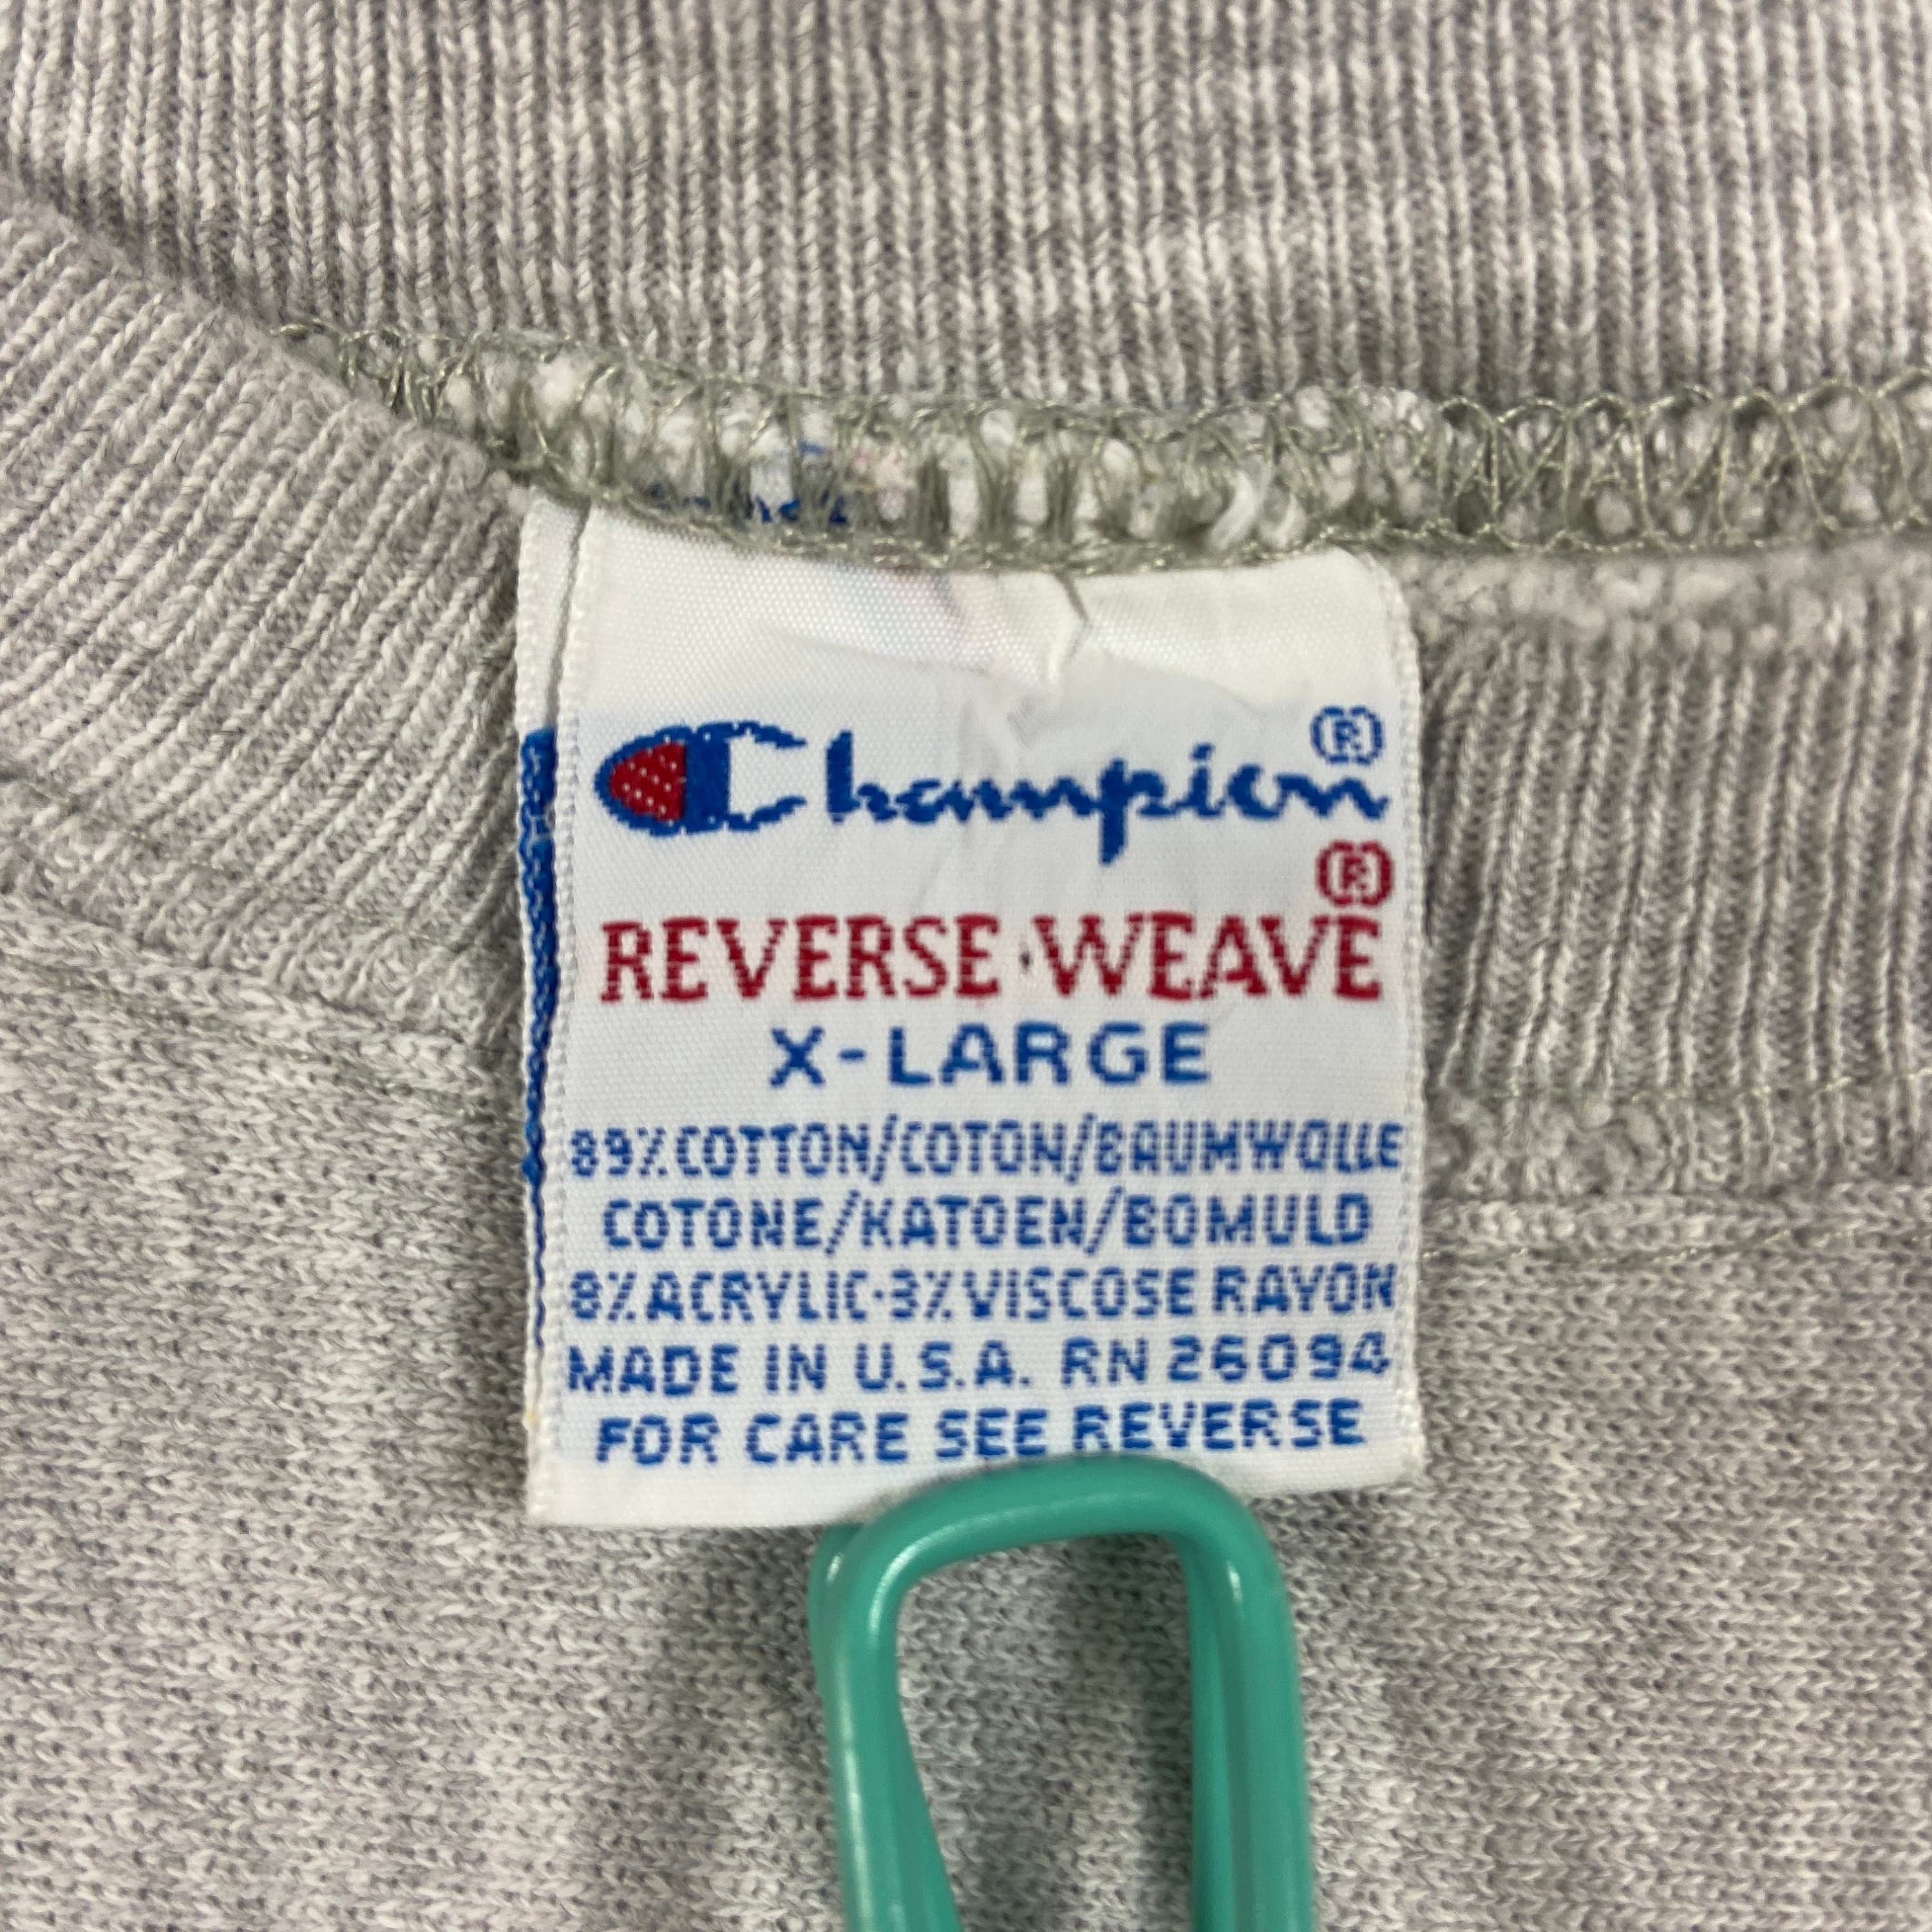 Champion®
®
REVERSE·WEAVE
X-LARGE
89% COTTON/COTON/BAUMWOLLE
COTONE/KATOEN/BOMULD
8% ACRYLIC·3% VISCOSE RAYON
MADE IN U.S.A. RN 26094
FOR CARE SEE REVERSE